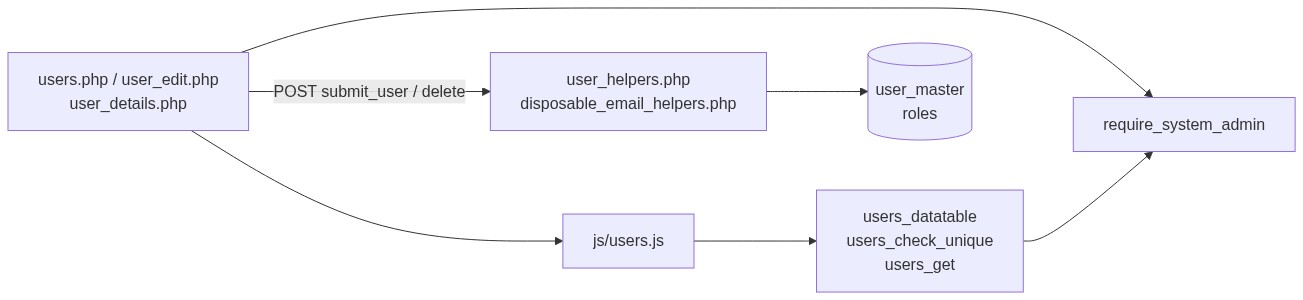 users.php / user_edit.php
user_details.php
POST submit_user / delete
user_helpers.php
disposable_email_helpers.php
user_master
roles
require_system_admin
js/users.js
users_datatable
users_check_unique
users_get